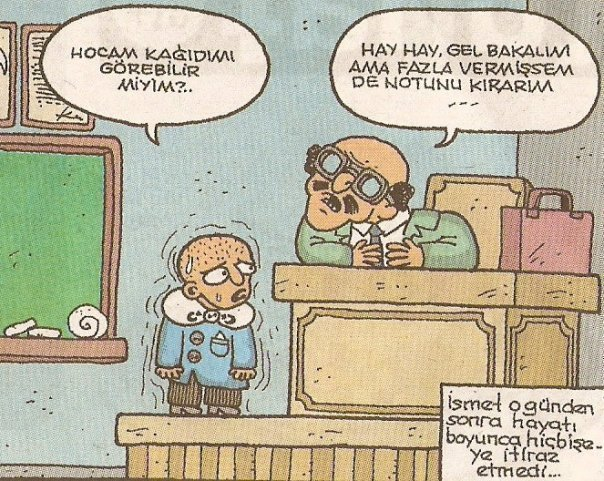 HOCAM KAĞIDIMI
GÖREBİLİR
MİYİM?..
HAY HAY, GEL BAKALIM
AMA FAZLA VERMİŞSEM
DE NOTUNU KIRARIM
...
ismet o günden
sonra hayatı
boyunca hiçbişe-
ye itiraz
etmedi...